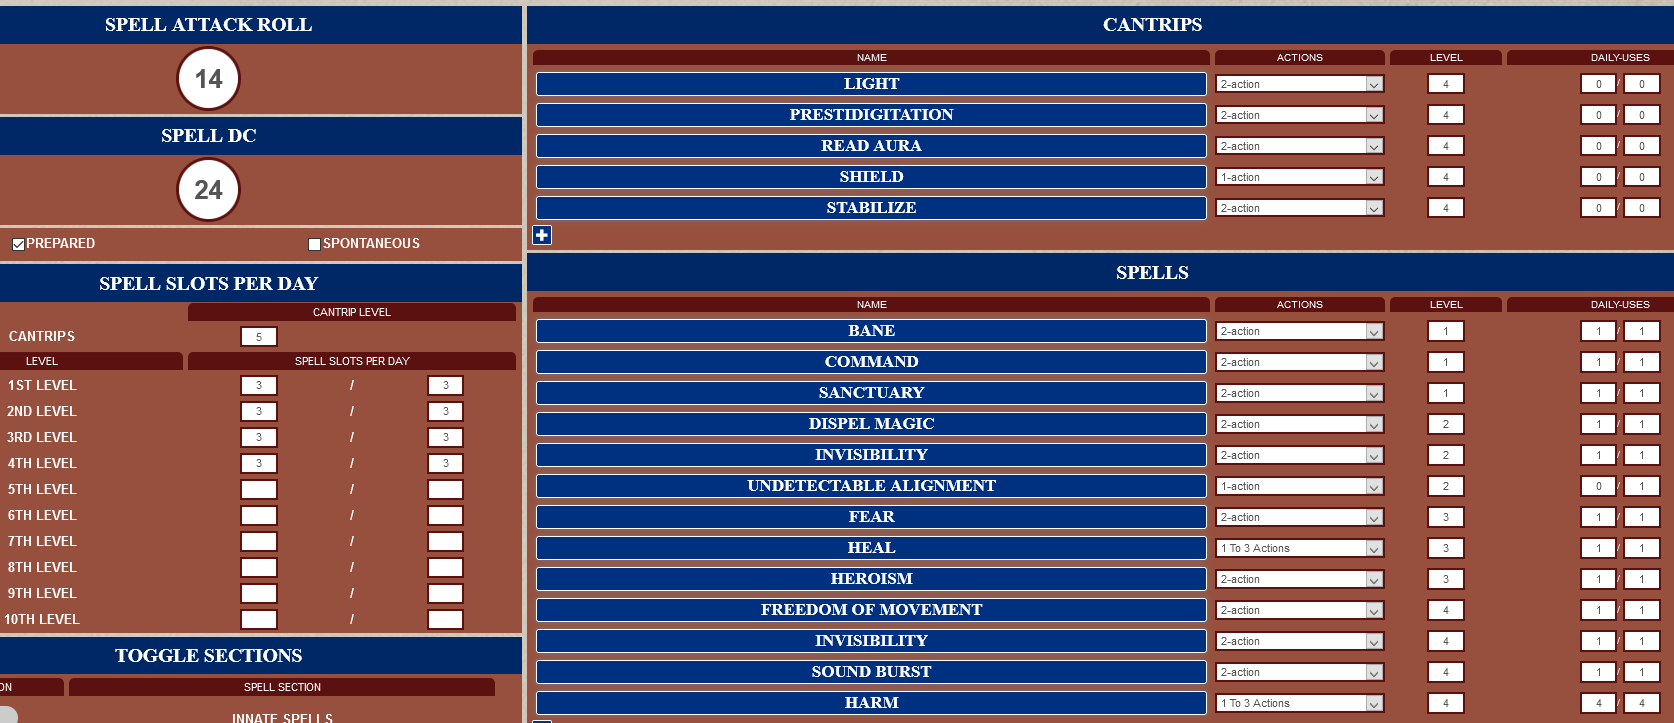 SPELL ATTACK ROLL
14
SPELL DC
24
PREPARED SPONTANEOUS
SPELL SLOTS PER DAY
CANTRIP LEVEL
CANTRIPS 5
LEVEL SPELL SLOTS PER DAY
1ST LEVEL 3 / 3
2ND LEVEL 3 / 3
3RD LEVEL 3 / 3
4TH LEVEL 3 / 3
5TH LEVEL /
6TH LEVEL /
7TH LEVEL /
8TH LEVEL /
9TH LEVEL /
10TH LEVEL /
TOGGLE SECTIONS
ON SPELL SECTION
INNATE SPELLS
CANTRIPS
NAME ACTIONS LEVEL DAILY-USES
LIGHT 2-action 4 0 / 0
PRESTIDIGITATION 2-action 4 0 / 0
READ AURA 2-action 4 0 / 0
SHIELD 1-action 4 0 / 0
STABILIZE 2-action 4 0 / 0
SPELLS
NAME ACTIONS LEVEL DAILY-USES
BANE 2-action 1 1 / 1
COMMAND 2-action 1 1 / 1
SANCTUARY 2-action 1 1 / 1
DISPEL MAGIC 2-action 2 1 / 1
INVISIBILITY 2-action 2 1 / 1
UNDETECTABLE ALIGNMENT 1-action 2 0 / 1
FEAR 2-action 3 1 / 1
HEAL 1 To 3 Actions 3 1 / 1
HEROISM 2-action 3 1 / 1
FREEDOM OF MOVEMENT 2-action 4 1 / 1
INVISIBILITY 2-action 4 1 / 1
SOUND BURST 2-action 4 1 / 1
HARM 1 To 3 Actions 4 4 / 4